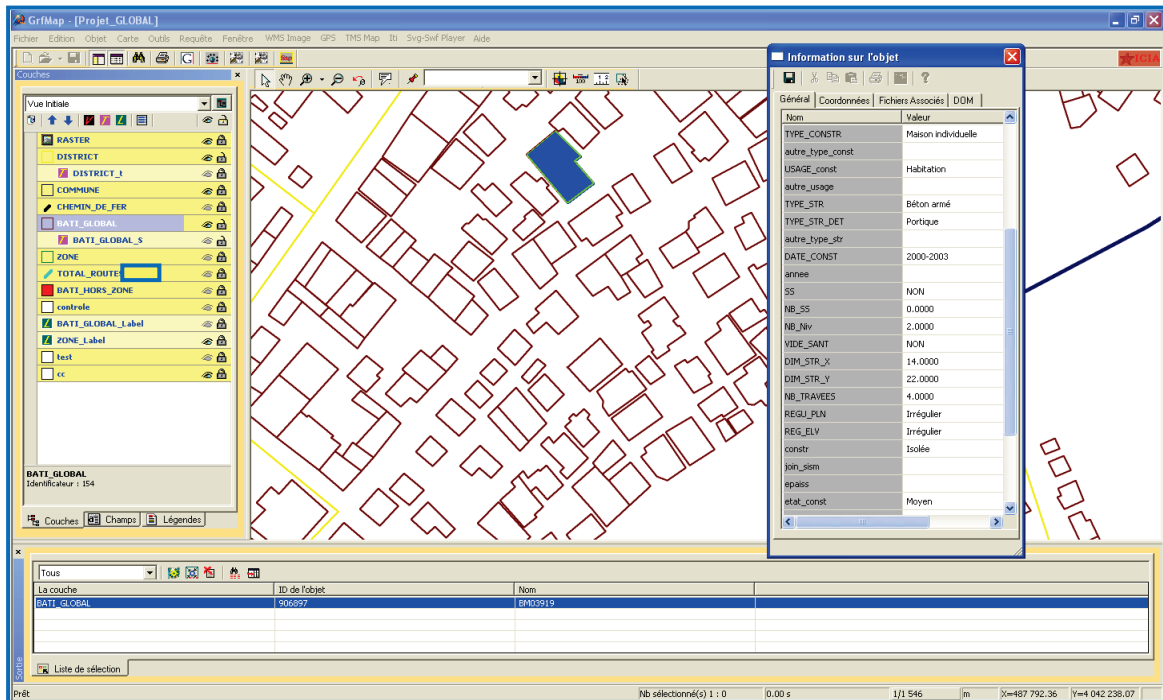 GrfMap - [Projet_GLOBAL]
Fichier Edition Objet Carte Outils Requête Fenêtre WMS Image GPS TMS Map Iti Svg-Swf Player Aide
Couches
Vue Initiale
RASTER
DISTRICT
DISTRICT_t
COMMUNE
CHEMIN_DE_FER
BATI_GLOBAL
BATI_GLOBAL_S
ZONE
TOTAL_ROUTE
BATI_HORS_ZONE
controle
BATI_GLOBAL_Label
ZONE_Label
test
cc
BATI_GLOBAL
Identificateur : 154
Couches Champs Légendes
ICIA
Information sur l'objet
Général Coordonnées Fichiers Associés DOM
Nom Valeur
TYPE_CONSTR Maison individuelle
autre_type_const
USAGE_const Habitation
autre_usage
TYPE_STR Béton armé
TYPE_STR_DET Portique
autre_type_str
DATE_CONST 2000-2003
annee
SS NON
NB_SS 0.0000
NB_Niv 2.0000
VIDE_SANT NON
DIM_STR_X 14.0000
DIM_STR_Y 22.0000
NB_TRAVEES 4.0000
REGU_PLN Irrégulier
REG_ELV Irrégulier
constr Isolée
join_sism
epaiss
etat_const Moyen
Sortie
Tous
La couche ID de l'objet Nom
BATI_GLOBAL 906897 BM03919
Liste de sélection
Prêt Nb sélectionné(s) 1 : 0 0.00 s 1/1 546 m X=487 792.36 Y=4 042 238.07